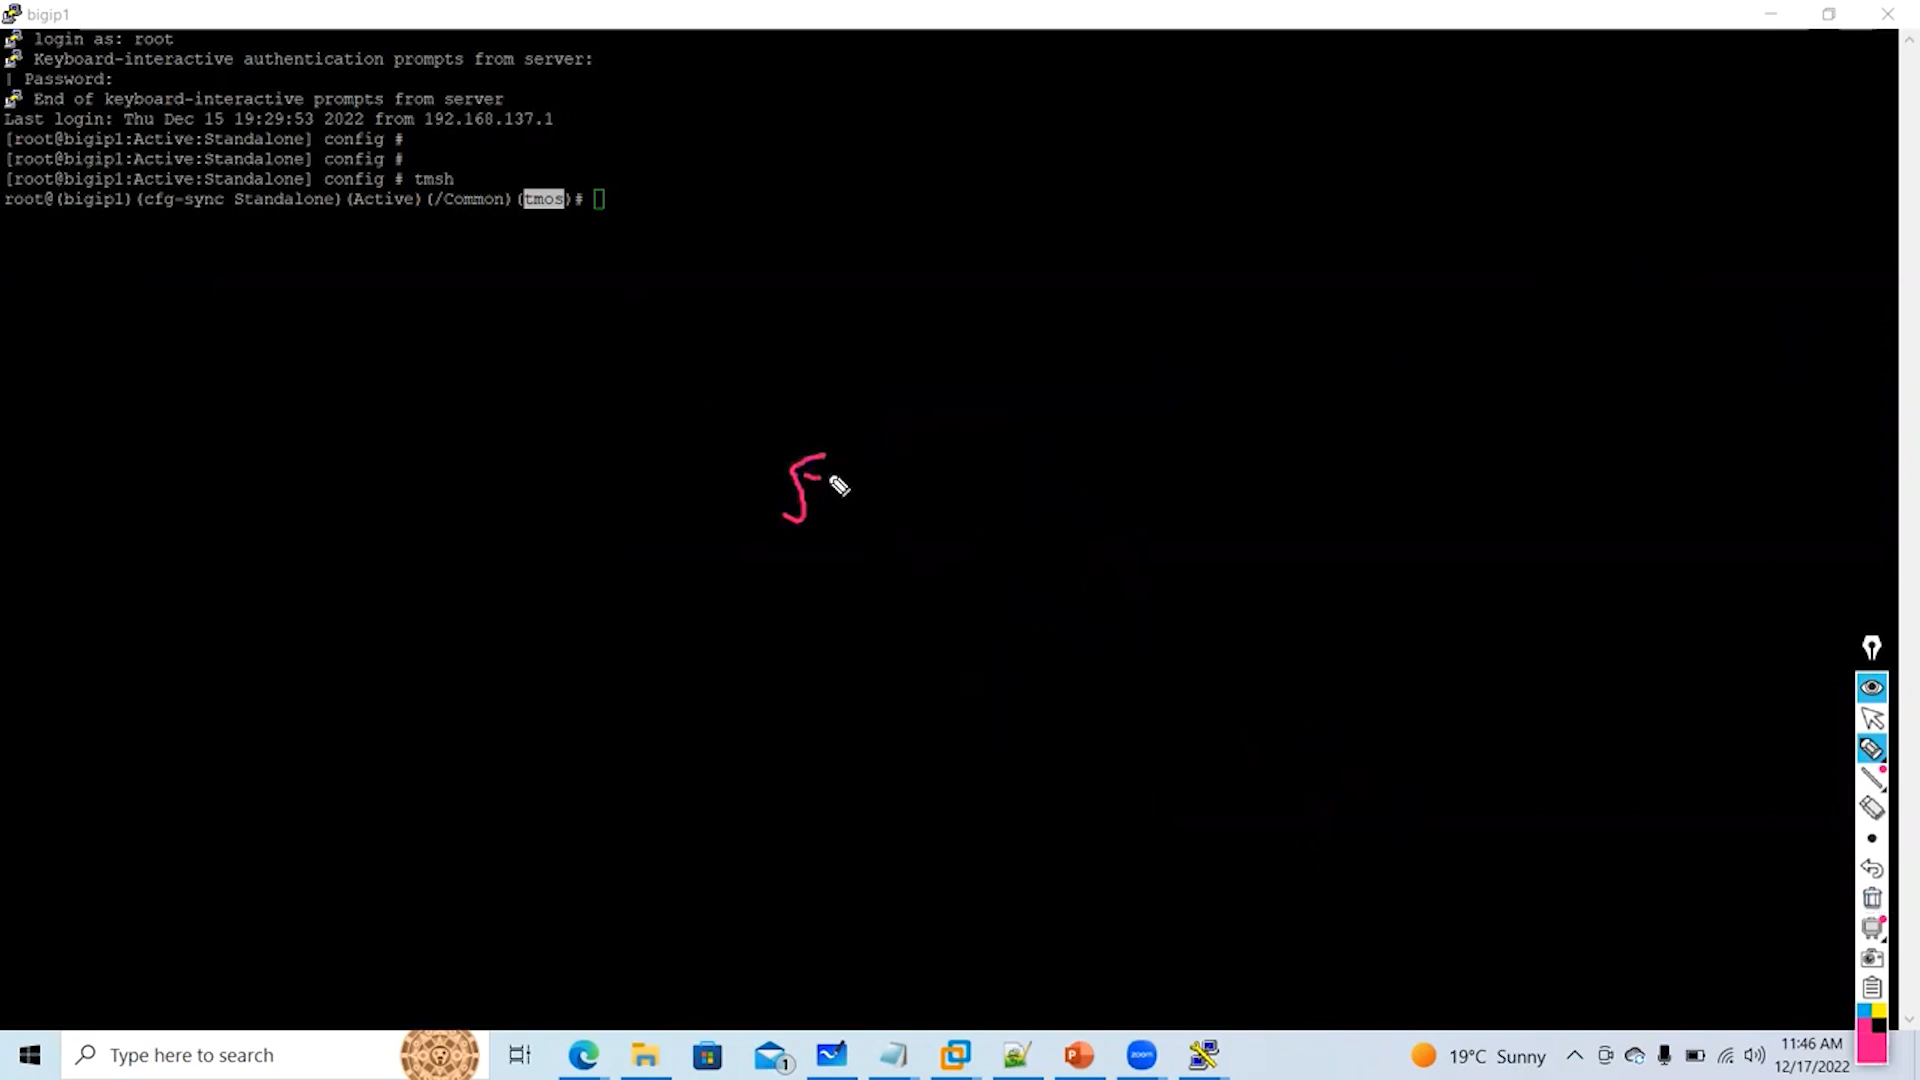 bigip1
login as: root
Keyboard-interactive authentication prompts from server:
| Password:
End of keyboard-interactive prompts from server
Last login: Thu Dec 15 19:29:53 2022 from 192.168.137.1
[root@bigip1:Active:Standalone] config #
[root@bigip1:Active:Standalone] config #
[root@bigip1:Active:Standalone] config # tmsh
root@(bigip1)(cfg-sync Standalone)(Active)(/Common)(tmos)#
Type here to search
1
zoom
19°C Sunny
11:46 AM
12/17/2022